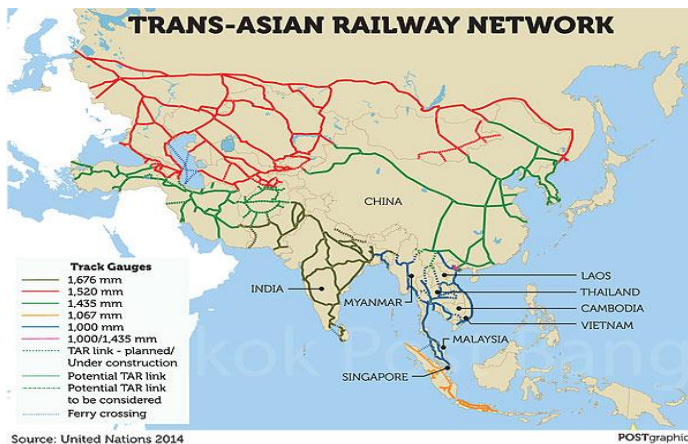 TRANS-ASIAN RAILWAY NETWORK
CHINA
Track Gauges
1,676 mm
1,520 mm
1,435 mm
1,067 mm
1,000 mm
1,000/1,435 mm
TAR link - planned/
Under construction
Potential TAR link
Potential TAR link
to be considered
Ferry crossing
INDIA
MYANMAR
LAOS
THAILAND
CAMBODIA
VIETNAM
MALAYSIA
SINGAPORE
Source: United Nations 2014
POSTgraphic